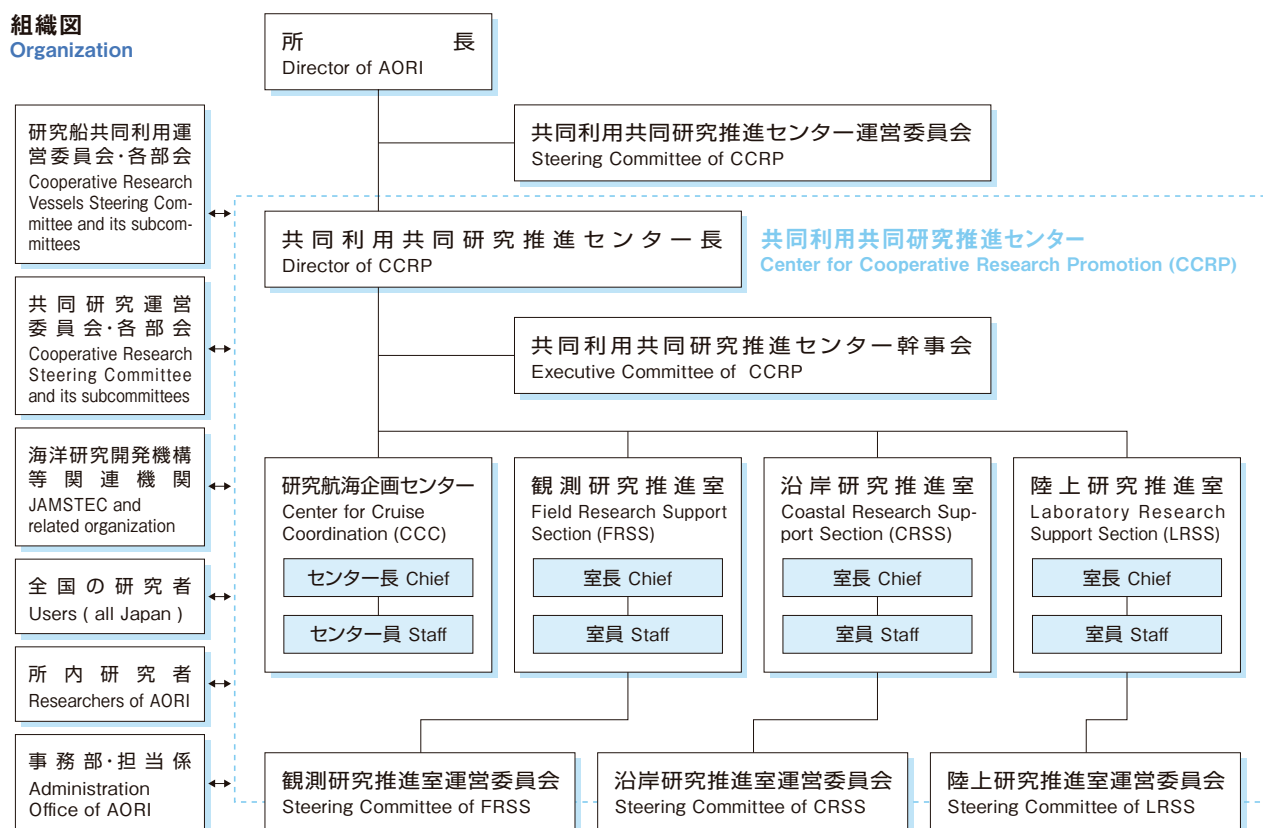 組織図
Organization
所長
Director of AORI
共同利用共同研究推進センター運営委員会
Steering Committee of CCRP
研究船共同利用運
営委員会・各部会
Cooperative Research
Vessels Steering Com-
mittee and its subcom-
mittees
共同研究運営
委員会・各部会
Cooperative Research
Steering Committee
and its subcommittees
海洋研究開発機構
等関連機関
JAMSTEC and
related organization
全国の研究者
Users ( all Japan )
所内研究者
Researchers of AORI
事務部・担当係
Administration
Office of AORI
共同利用共同研究推進センター長
Director of CCRP
共同利用共同研究推進センター
Center for Cooperative Research Promotion (CCRP)
共同利用共同研究推進センター幹事会
Executive Committee of CCRP
研究航海企画センター
Center for Cruise
Coordination (CCC)
センター長 Chief
センター員 Staff
観測研究推進室
Field Research Support
Section (FRSS)
室長 Chief
室員 Staff
沿岸研究推進室
Coastal Research Sup-
port Section (CRSS)
室長 Chief
室員 Staff
陸上研究推進室
Laboratory Research
Support Section (LRSS)
室長 Chief
室員 Staff
観測研究推進室運営委員会
Steering Committee of FRSS
沿岸研究推進室運営委員会
Steering Committee of CRSS
陸上研究推進室運営委員会
Steering Committee of LRSS